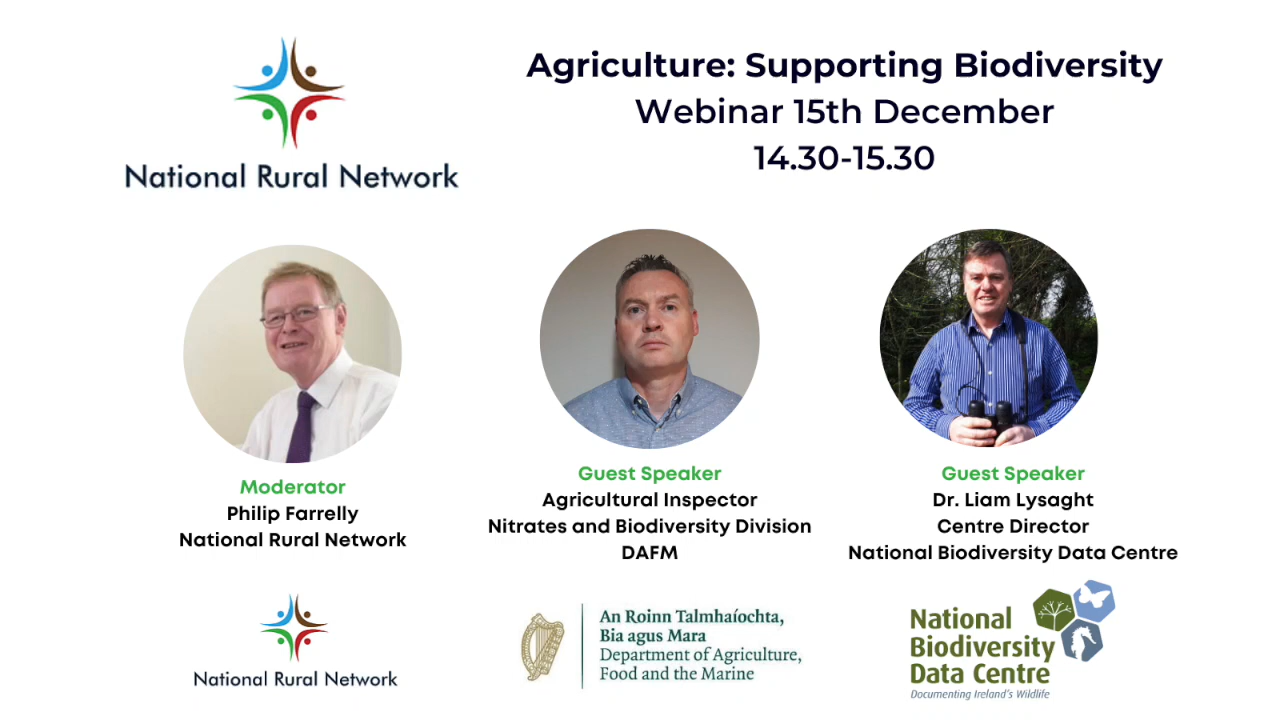 National Rural Network
Agriculture: Supporting Biodiversity
Webinar 15th December
14.30-15.30
Moderator
Philip Farrelly
National Rural Network
Guest Speaker
Agricultural Inspector
Nitrates and Biodiversity Division
DAFM
Guest Speaker
Dr. Liam Lysaght
Centre Director
National Biodiversity Data Centre
National Rural Network
An Roinn Talmhaíochta,
Bia agus Mara
Department of Agriculture,
Food and the Marine
National
Biodiversity
Data Centre
Documenting Ireland's Wildlife